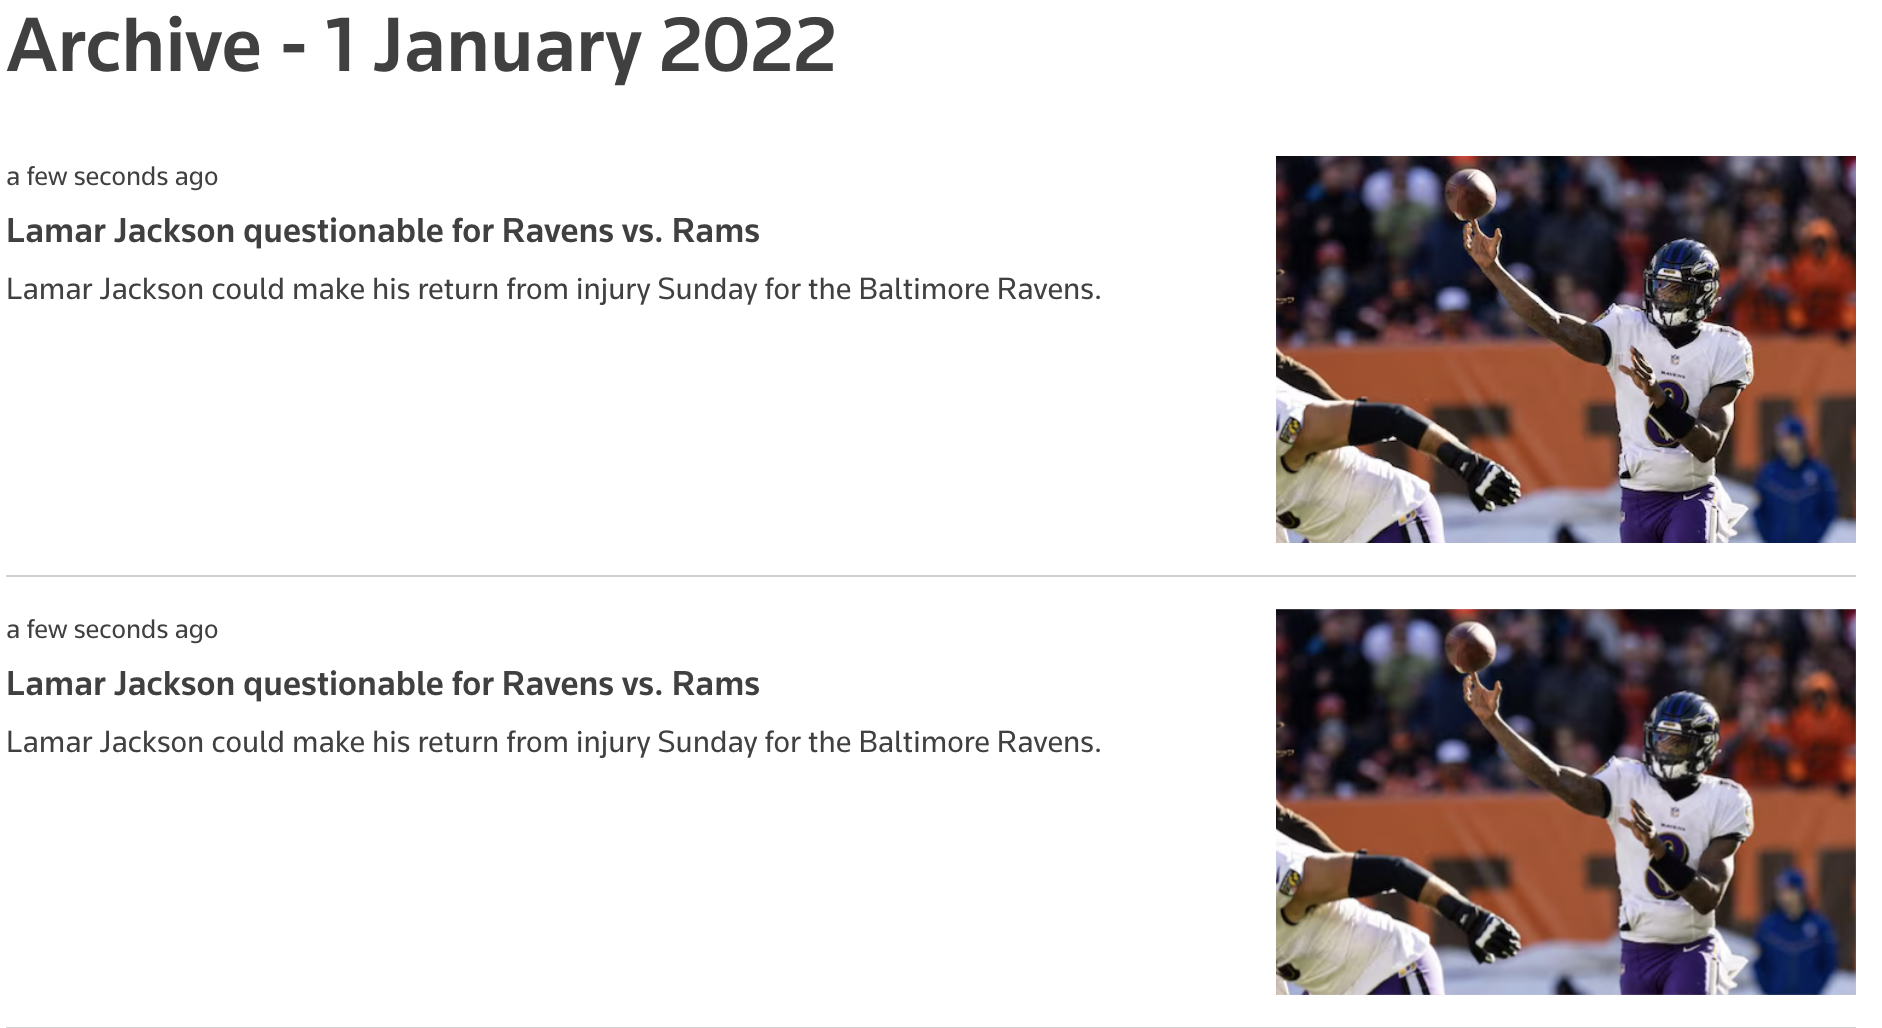 Archive - 1 January 2022
a few seconds ago
Lamar Jackson questionable for Ravens vs. Rams
Lamar Jackson could make his return from injury Sunday for the Baltimore Ravens.
a few seconds ago
Lamar Jackson questionable for Ravens vs. Rams
Lamar Jackson could make his return from injury Sunday for the Baltimore Ravens.